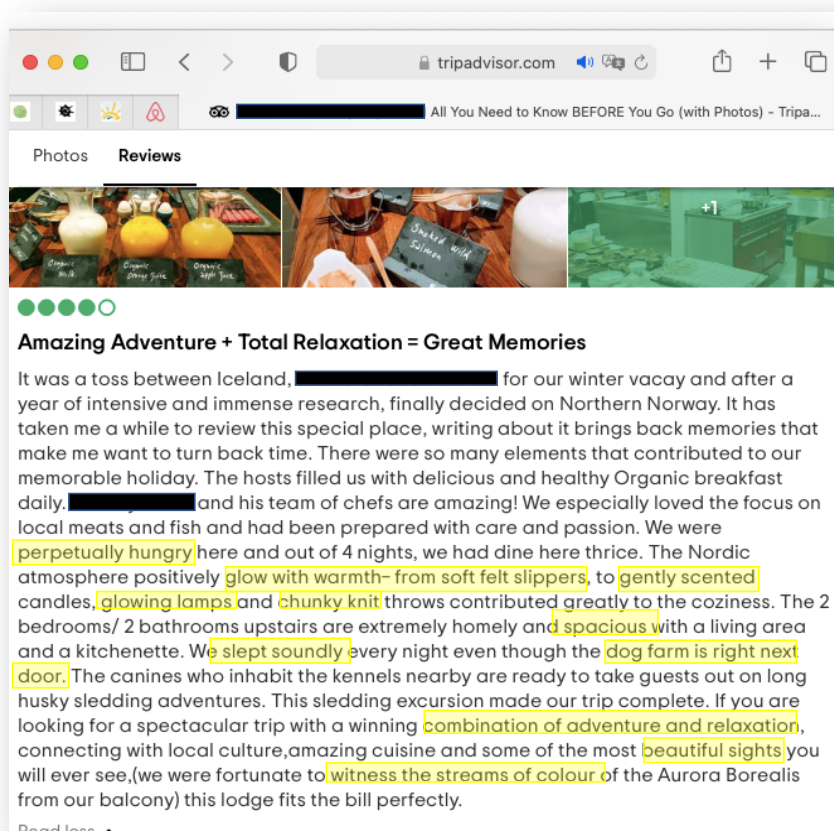 tripadvisor.com
All You Need to Know BEFORE You Go (with Photos) - Tripa...
Photos Reviews
+1
Organic Milk.
Organic Orange Juice
Organic apple Juice
Smoked Wild Salmon
Amazing Adventure + Total Relaxation = Great Memories
It was a toss between Iceland, for our winter vacay and after a
year of intensive and immense research, finally decided on Northern Norway. It has
taken me a while to review this special place, writing about it brings back memories that
make me want to turn back time. There were so many elements that contributed to our
memorable holiday. The hosts filled us with delicious and healthy Organic breakfast
daily. and his team of chefs are amazing! We especially loved the focus on
local meats and fish and had been prepared with care and passion. We were
perpetually hungry here and out of 4 nights, we had dine here thrice. The Nordic
atmosphere positively glow with warmth- from soft felt slippers, to gently scented
candles, glowing lamps and chunky knit throws contributed greatly to the coziness. The 2
bedrooms/ 2 bathrooms upstairs are extremely homely and spacious with a living area
and a kitchenette. We slept soundly every night even though the dog farm is right next
door. The canines who inhabit the kennels nearby are ready to take guests out on long
husky sledding adventures. This sledding excursion made our trip complete. If you are
looking for a spectacular trip with a winning combination of adventure and relaxation,
connecting with local culture,amazing cuisine and some of the most beautiful sights you
will ever see,(we were fortunate to witness the streams of colour of the Aurora Borealis
from our balcony) this lodge fits the bill perfectly.
Read less